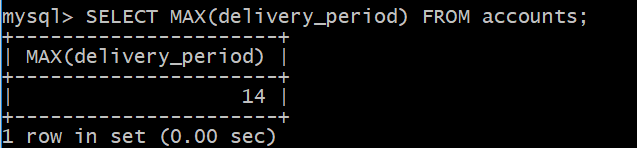 mysql> SELECT MAX(delivery_period) FROM accounts;
+----------------------+
| MAX(delivery_period) |
+----------------------+
|                   14 |
+----------------------+
1 row in set (0.00 sec)